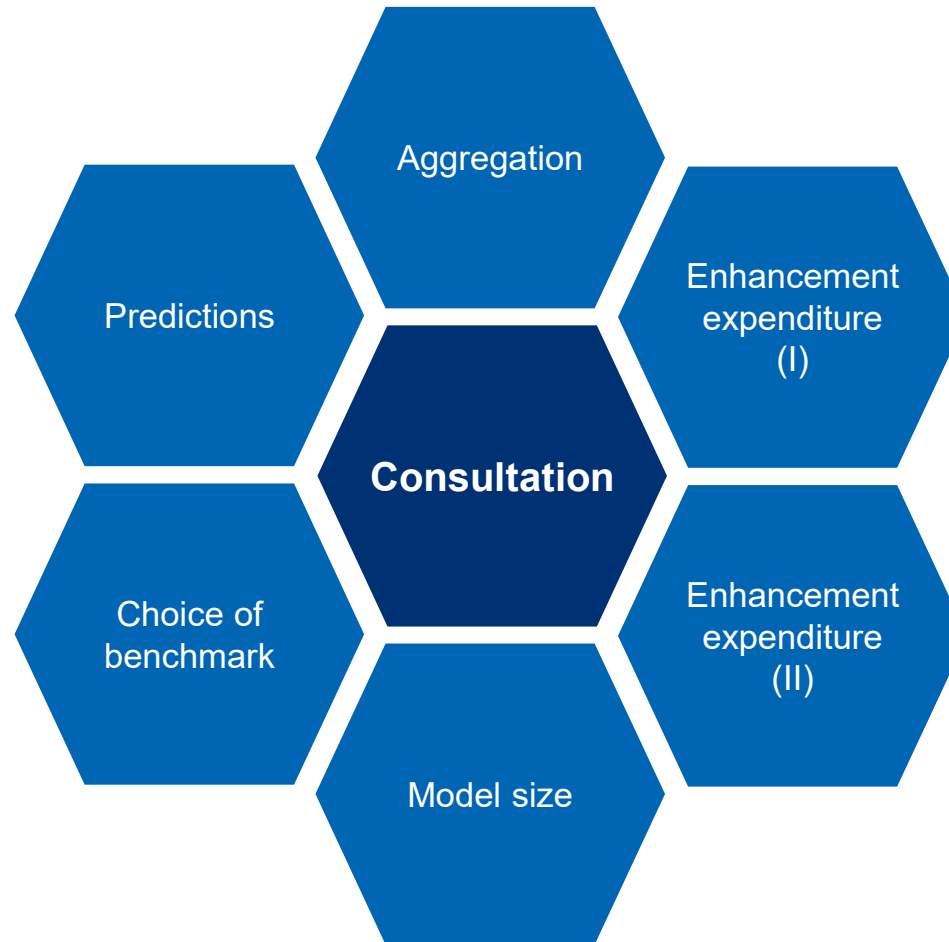 Aggregation
Predictions
Enhancement
expenditure
(I)
Consultation
Choice of
benchmark
Enhancement
expenditure
(II)
Model size